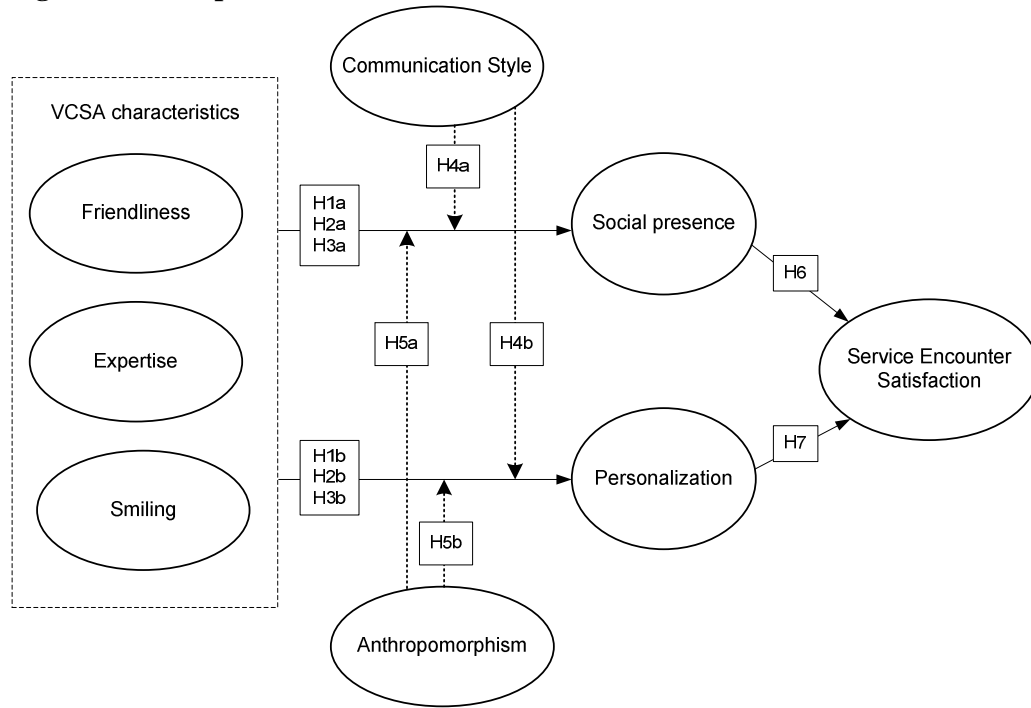 Communication Style
VCSA characteristics
H4a
Friendliness
H1a
H2a
H3a
Social presence
H6
H5a
H4b
Expertise
Service Encounter
Satisfaction
H1b
H2b
H3b
H7
Personalization
Smiling
H5b
Anthropomorphism